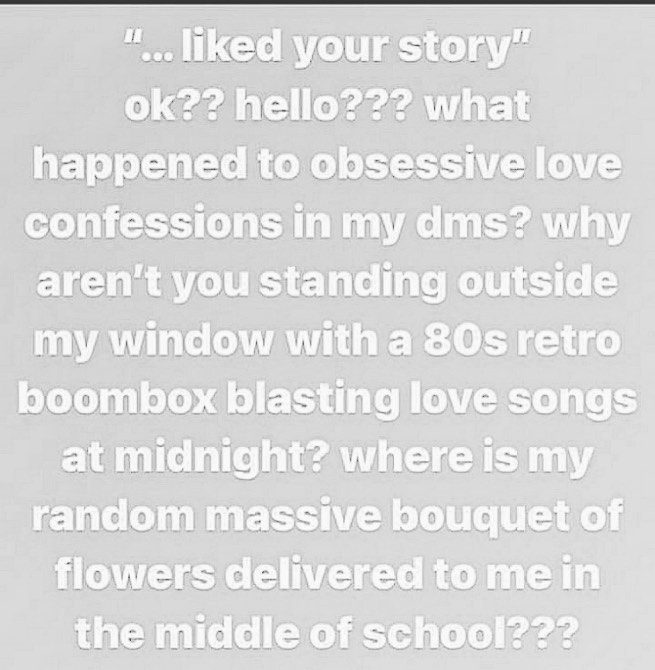 "... liked your story"
ok?? hello??? what
happened to obsessive love
confessions in my dms? why
aren't you standing outside
my window with a 80s retro
boombox blasting love songs
at midnight? where is my
random massive bouquet of
flowers delivered to me in
the middle of school???